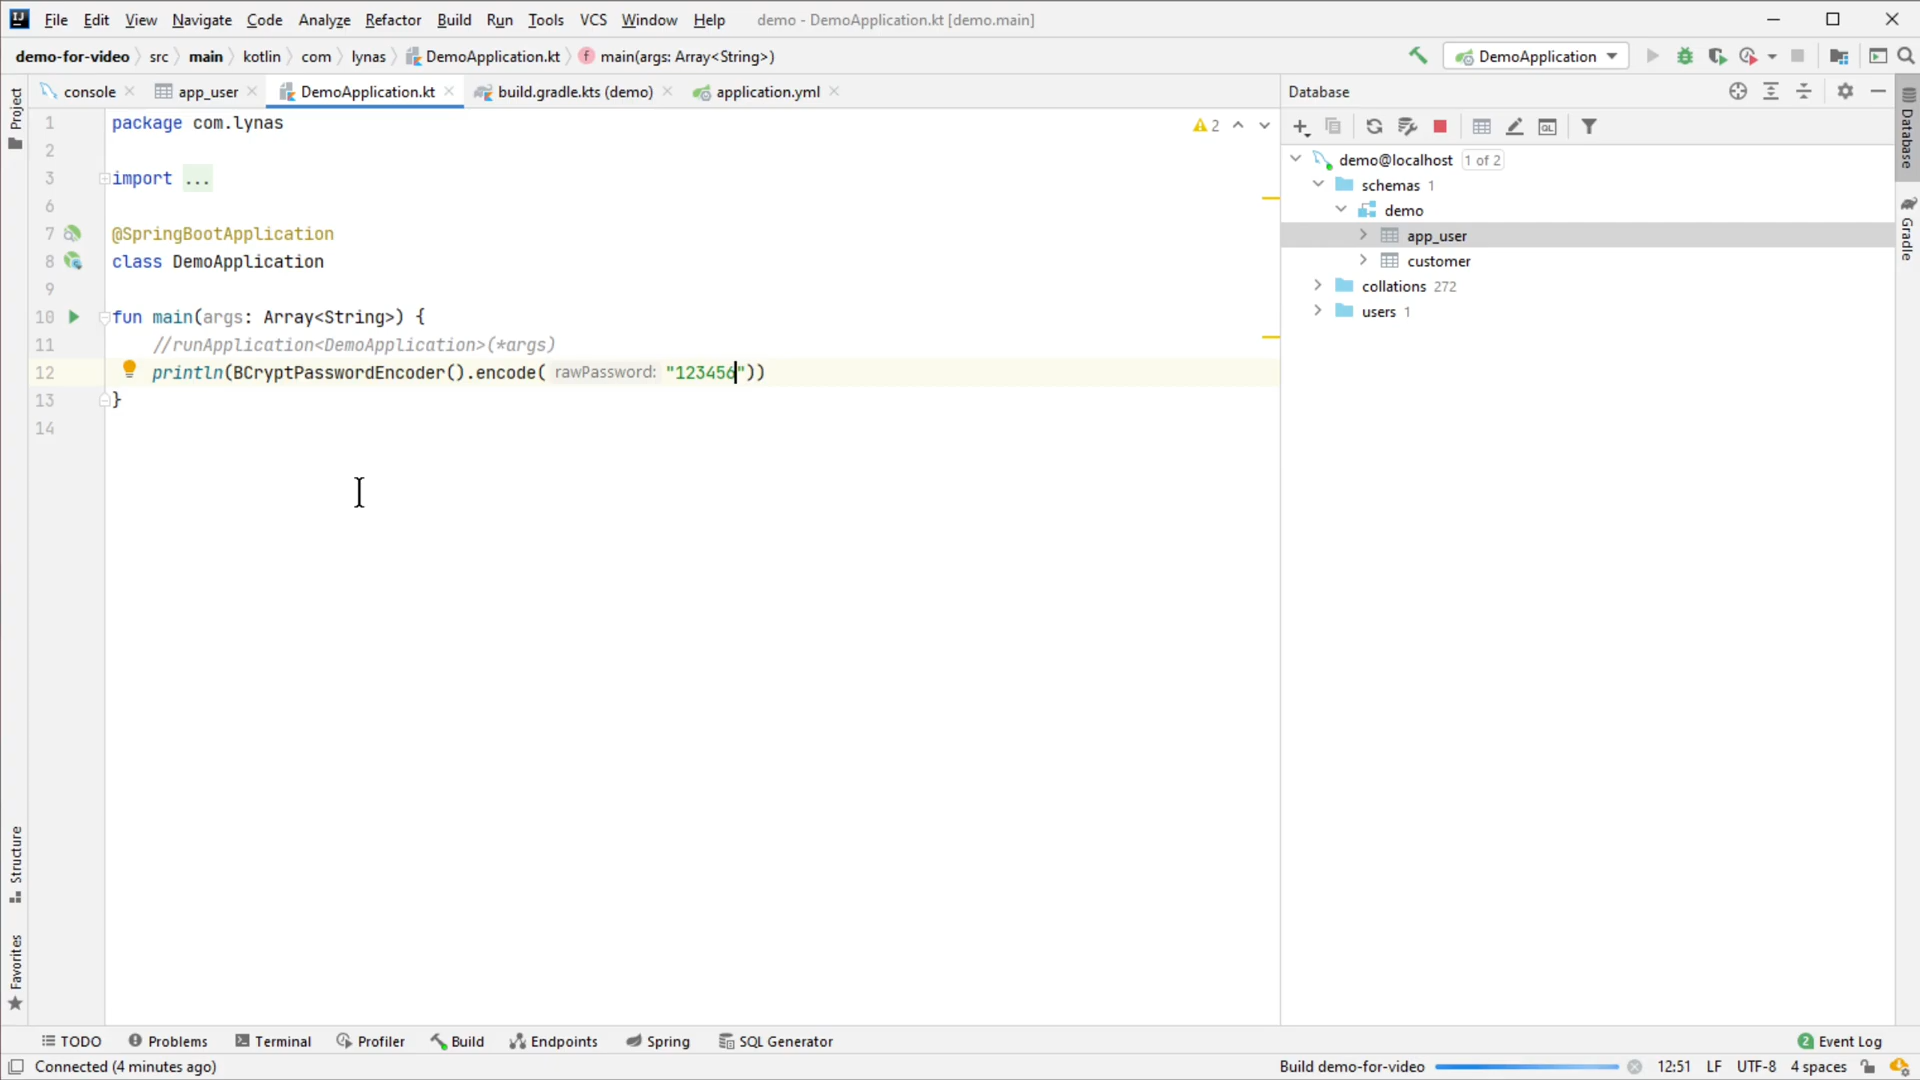 File Edit View Navigate Code Analyze Refactor Build Run Tools VCS Window Help demo - DemoApplication.kt [demo.main]
demo-for-video src main kotlin com lynas DemoApplication.kt main(args: Array<String>) DemoApplication
console app_user DemoApplication.kt build.gradle.kts (demo) application.yml
Database
Project
Database
Gradle
Structure
Favorites
1 package com.lynas
2
3 import ...
6
7 @SpringBootApplication
8 class DemoApplication
9
10 fun main(args: Array<String>) {
11 //runApplication<DemoApplication>(*args)
12 println(BCryptPasswordEncoder().encode( rawPassword: "123456"))
13 }
14
2
demo@localhost 1 of 2
schemas 1
demo
app_user
customer
collations 272
users 1
TODO Problems Terminal Profiler Build Endpoints Spring SQL Generator 2 Event Log
Connected (4 minutes ago) Build demo-for-video 12:51 LF UTF-8 4 spaces